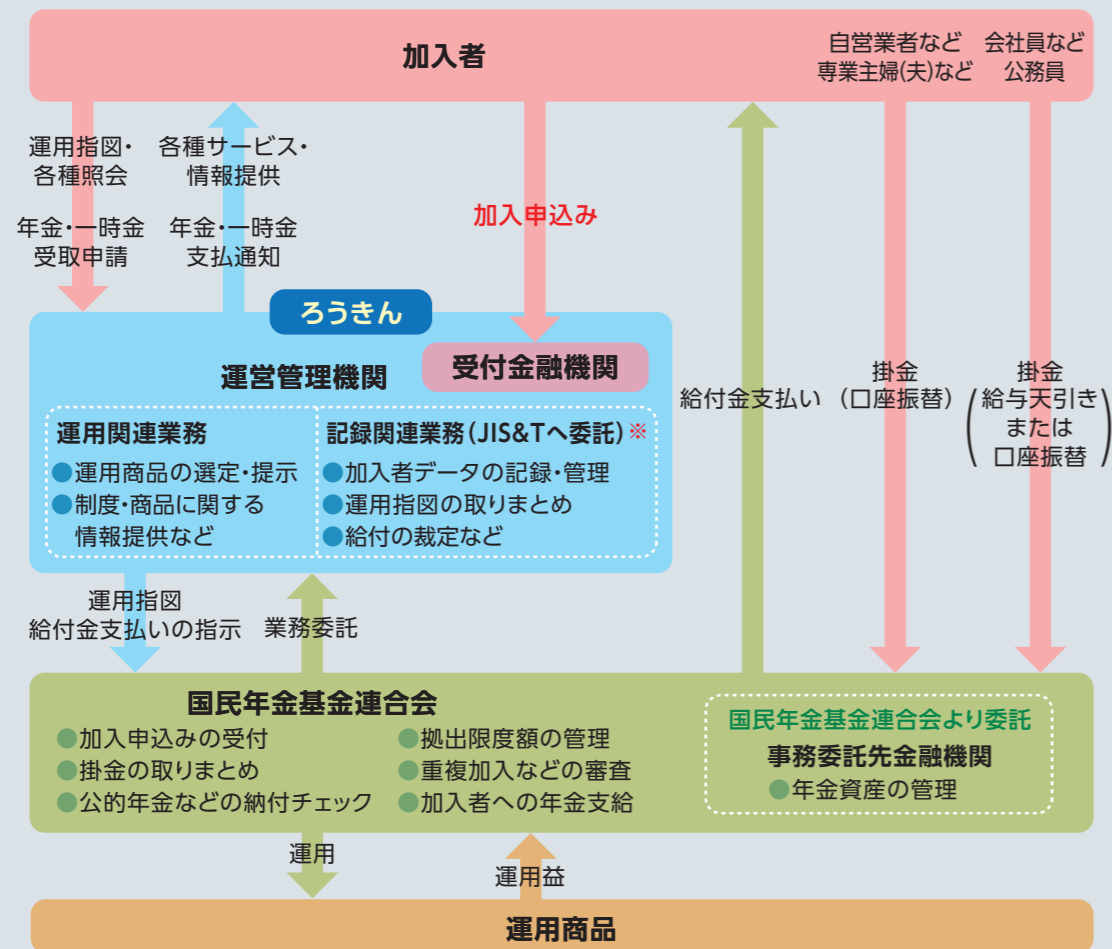 加入者
自営業者など
専業主婦(夫)など
会社員など
公務員
運用指図・
各種照会
年金・一時金
受取申請
各種サービス・
情報提供
年金・一時金
支払通知
加入申込み
ろうきん
運営管理機関
受付金融機関
運用関連業務
●運用商品の選定・提示
●制度・商品に関する
情報提供など
記録関連業務(JIS&Tへ委託)※
●加入者データの記録・管理
●運用指図の取りまとめ
●給付の裁定など
給付金支払い
掛金
(口座振替)
掛金
(給与天引き
または
口座振替)
運用指図
給付金支払いの指示
業務委託
国民年金基金連合会
●加入申込みの受付
●掛金の取りまとめ
●公的年金などの納付チェック
●拠出限度額の管理
●重複加入などの審査
●加入者への年金支給
国民年金基金連合会より委託
事務委託先金融機関
●年金資産の管理
運用
運用益
運用商品